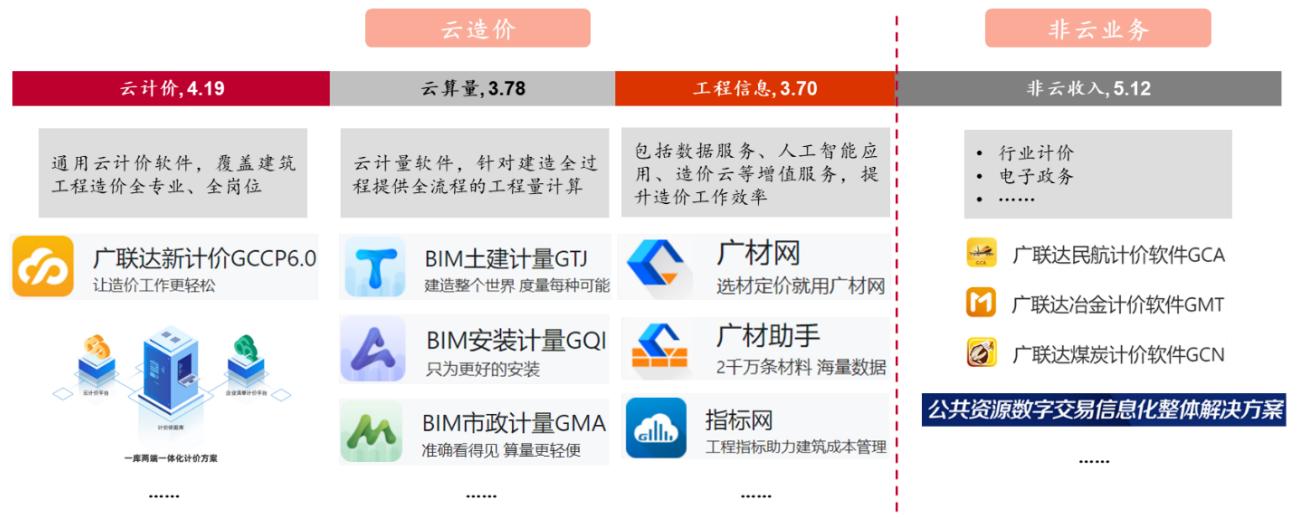 云造价
非云业务
云计价,4.19
云算量,3.78
工程信息,3.70
非云收入,5.12
通用云计价软件，覆盖建筑
工程造价全专业、全岗位
云计量软件，针对建造全过
程提供全流程的工程量计算
包括数据服务、人工智能应
用、造价云等增值服务，提
升造价工作效率
• 行业计价
• 电子政务
• ……
广联达新计价GCCP6.0
让造价工作更轻松
云计价平台
企业清单计价平台
计价依据库
一库两端一体化计价方案
……
BIM土建计量GTJ
建造整个世界 度量每种可能
BIM安装计量GQI
只为更好的安装
BIM市政计量GMA
准确看得见 算量更轻便
……
广材网
选材定价就用广材网
广材助手
2千万条材料 海量数据
指标网
工程指标助力建筑成本管理
……
GCA
广联达民航计价软件GCA
广联达冶金计价软件GMT
广联达煤炭计价软件GCN
公共资源数字交易信息化整体解决方案
……